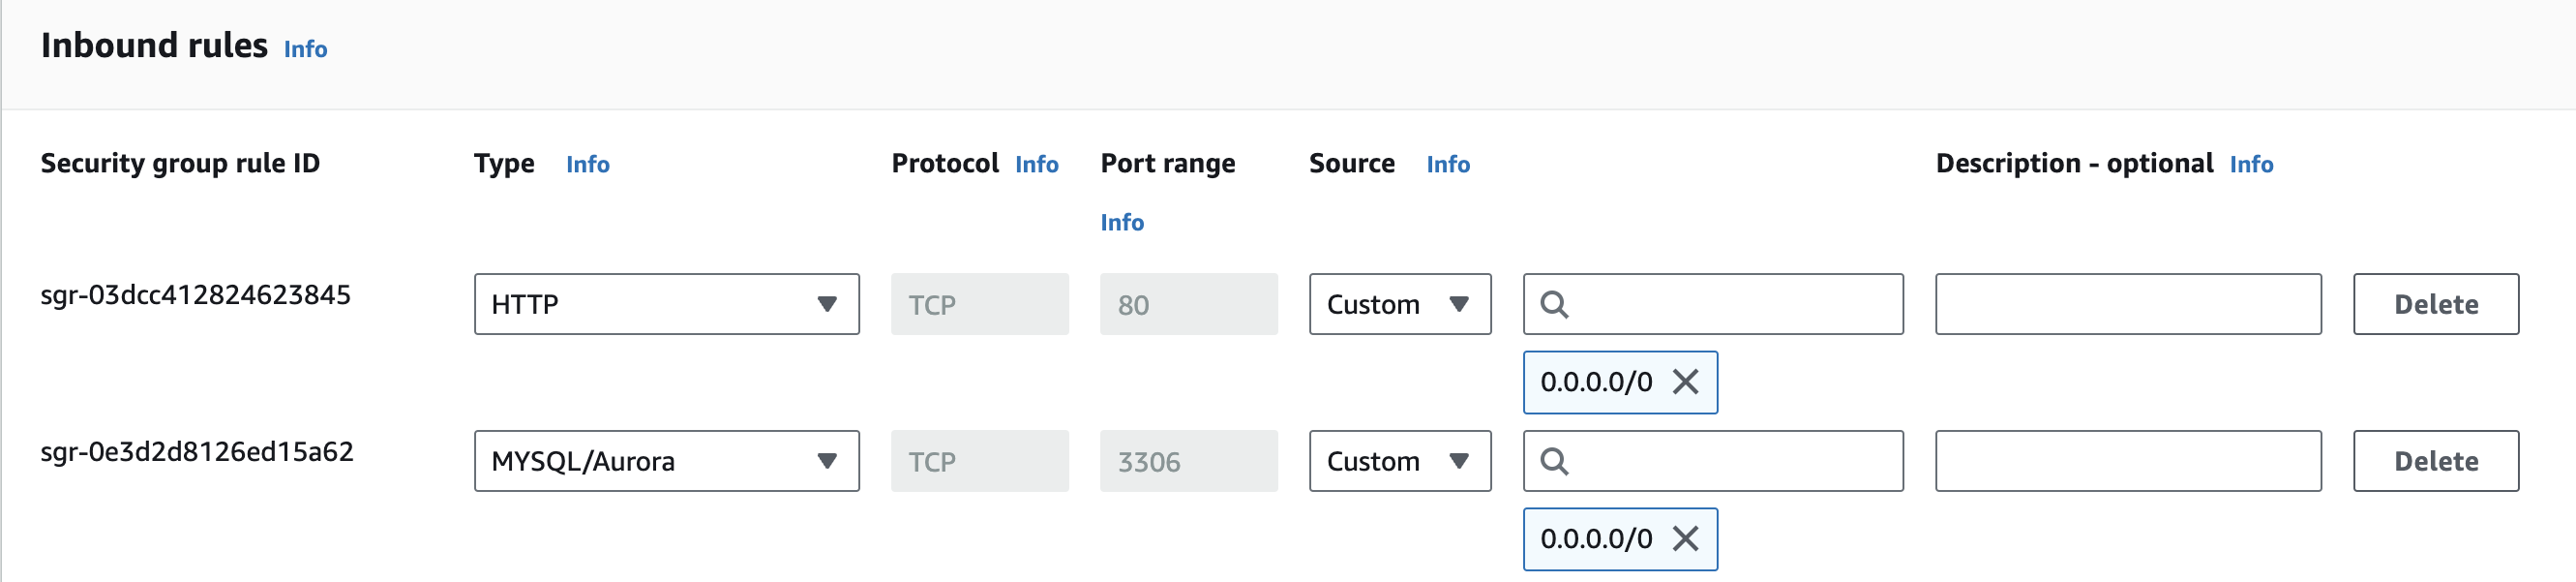 Inbound rules Info
Security group rule ID Type Info Protocol Info Port range Info Source Info Description - optional Info
sgr-03dcc412824623845 HTTP TCP 80 Custom Delete
0.0.0.0/0
sgr-0e3d2d8126ed15a62 MYSQL/Aurora TCP 3306 Custom Delete
0.0.0.0/0